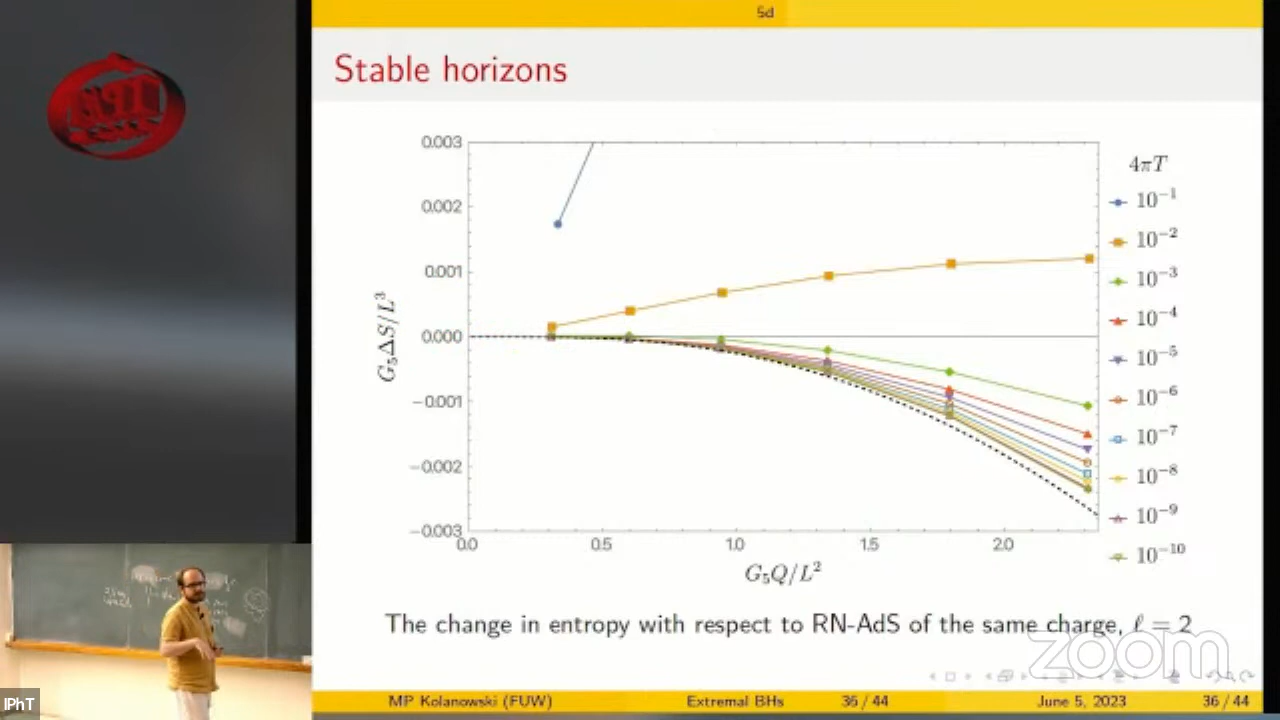 5d
Stable horizons
0.003
0.002
0.001
0.000
−0.001
−0.002
−0.003
G₅ΔS/L³
0.0
0.5
1.0
1.5
2.0
G₅Q/L²
4πT
10⁻¹
10⁻²
10⁻³
10⁻⁴
10⁻⁵
10⁻⁶
10⁻⁷
10⁻⁸
10⁻⁹
10⁻¹⁰
The change in entropy with respect to RN-AdS of the same charge, ℓ = 2
zoom
MP Kolanowski (FUW) Extremal BHs 36 / 44 June 5, 2023 36 / 44
IPhT